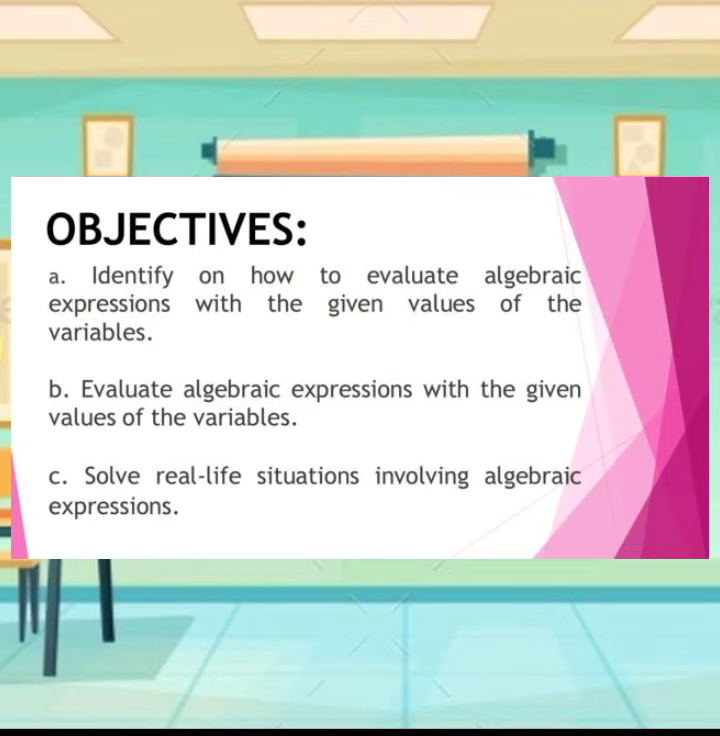 OBJECTIVES:
a. Identify on how to evaluate algebraic
expressions with the given values of the
variables.
b. Evaluate algebraic expressions with the given
values of the variables.
c. Solve real-life situations involving algebraic
expressions.